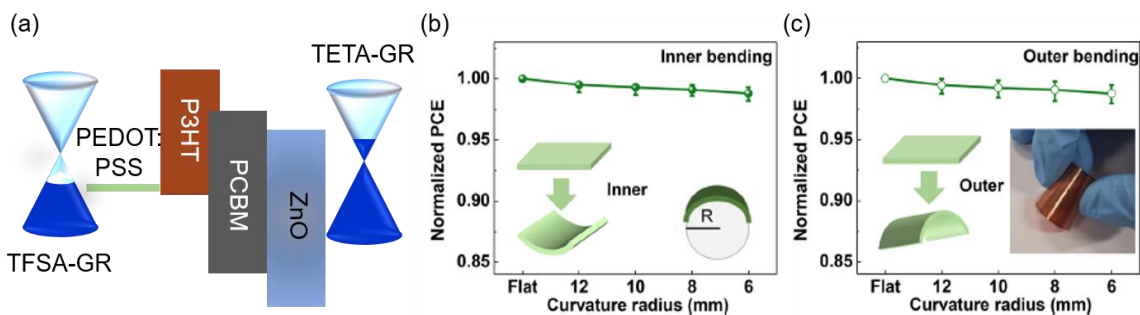 (a)
TETA-GR
PEDOT:
PSS
P3HT
PCBM
ZnO
TFSA-GR
(b)
Inner bending
Normalized PCE
1.00
0.95
0.90
0.85
Inner
R
Flat 12 10 8 6
Curvature radius (mm)
(c)
Outer bending
Normalized PCE
1.00
0.95
0.90
0.85
Outer
Flat 12 10 8 6
Curvature radius (mm)